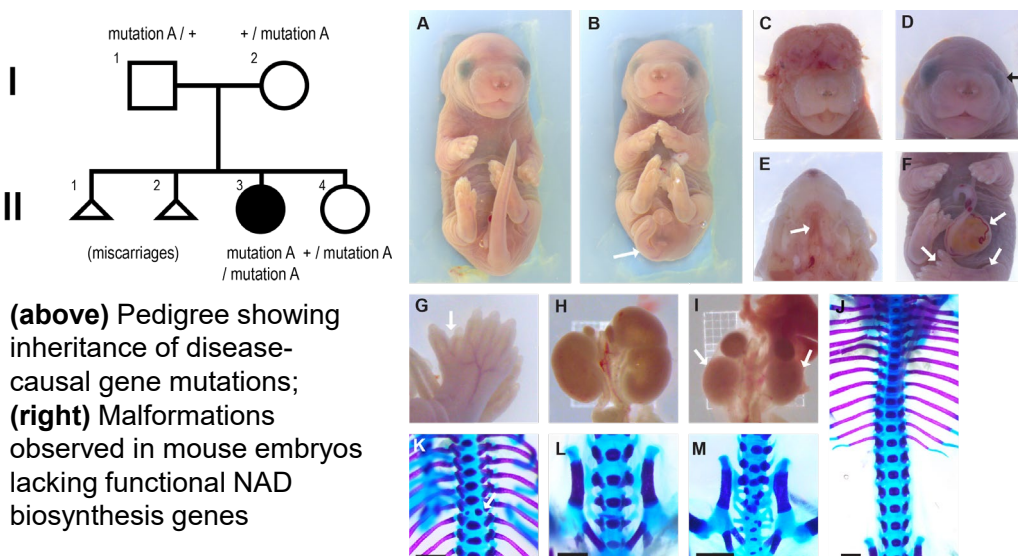 mutation A / +
+ / mutation A
1
2
I
1
2
3
4
II
(miscarriages)
mutation A
/ mutation A
+ / mutation A
(above) Pedigree showing
inheritance of disease-
causal gene mutations;
(right) Malformations
observed in mouse embryos
lacking functional NAD
biosynthesis genes
A
B
C
D
E
F
G
H
I
J
K
L
M